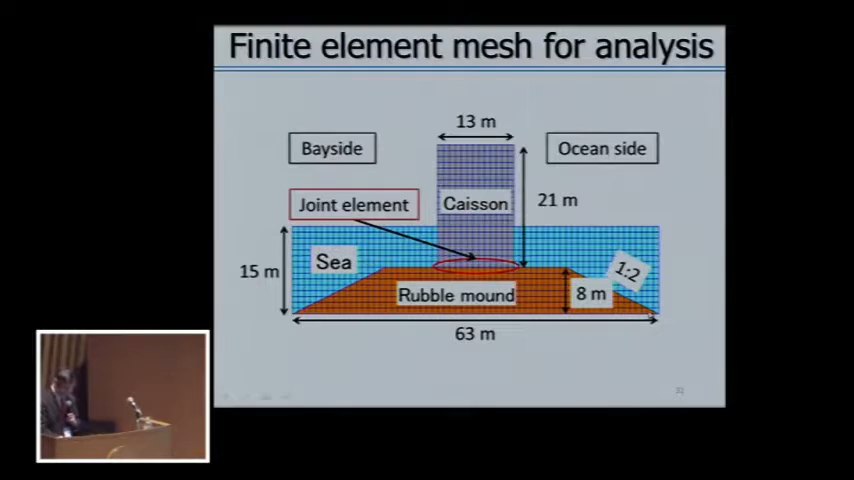 Finite element mesh for analysis
13 m
Bayside
Ocean side
Joint element
Caisson
21 m
Sea
1:2
15 m
Rubble mound
8 m
63 m